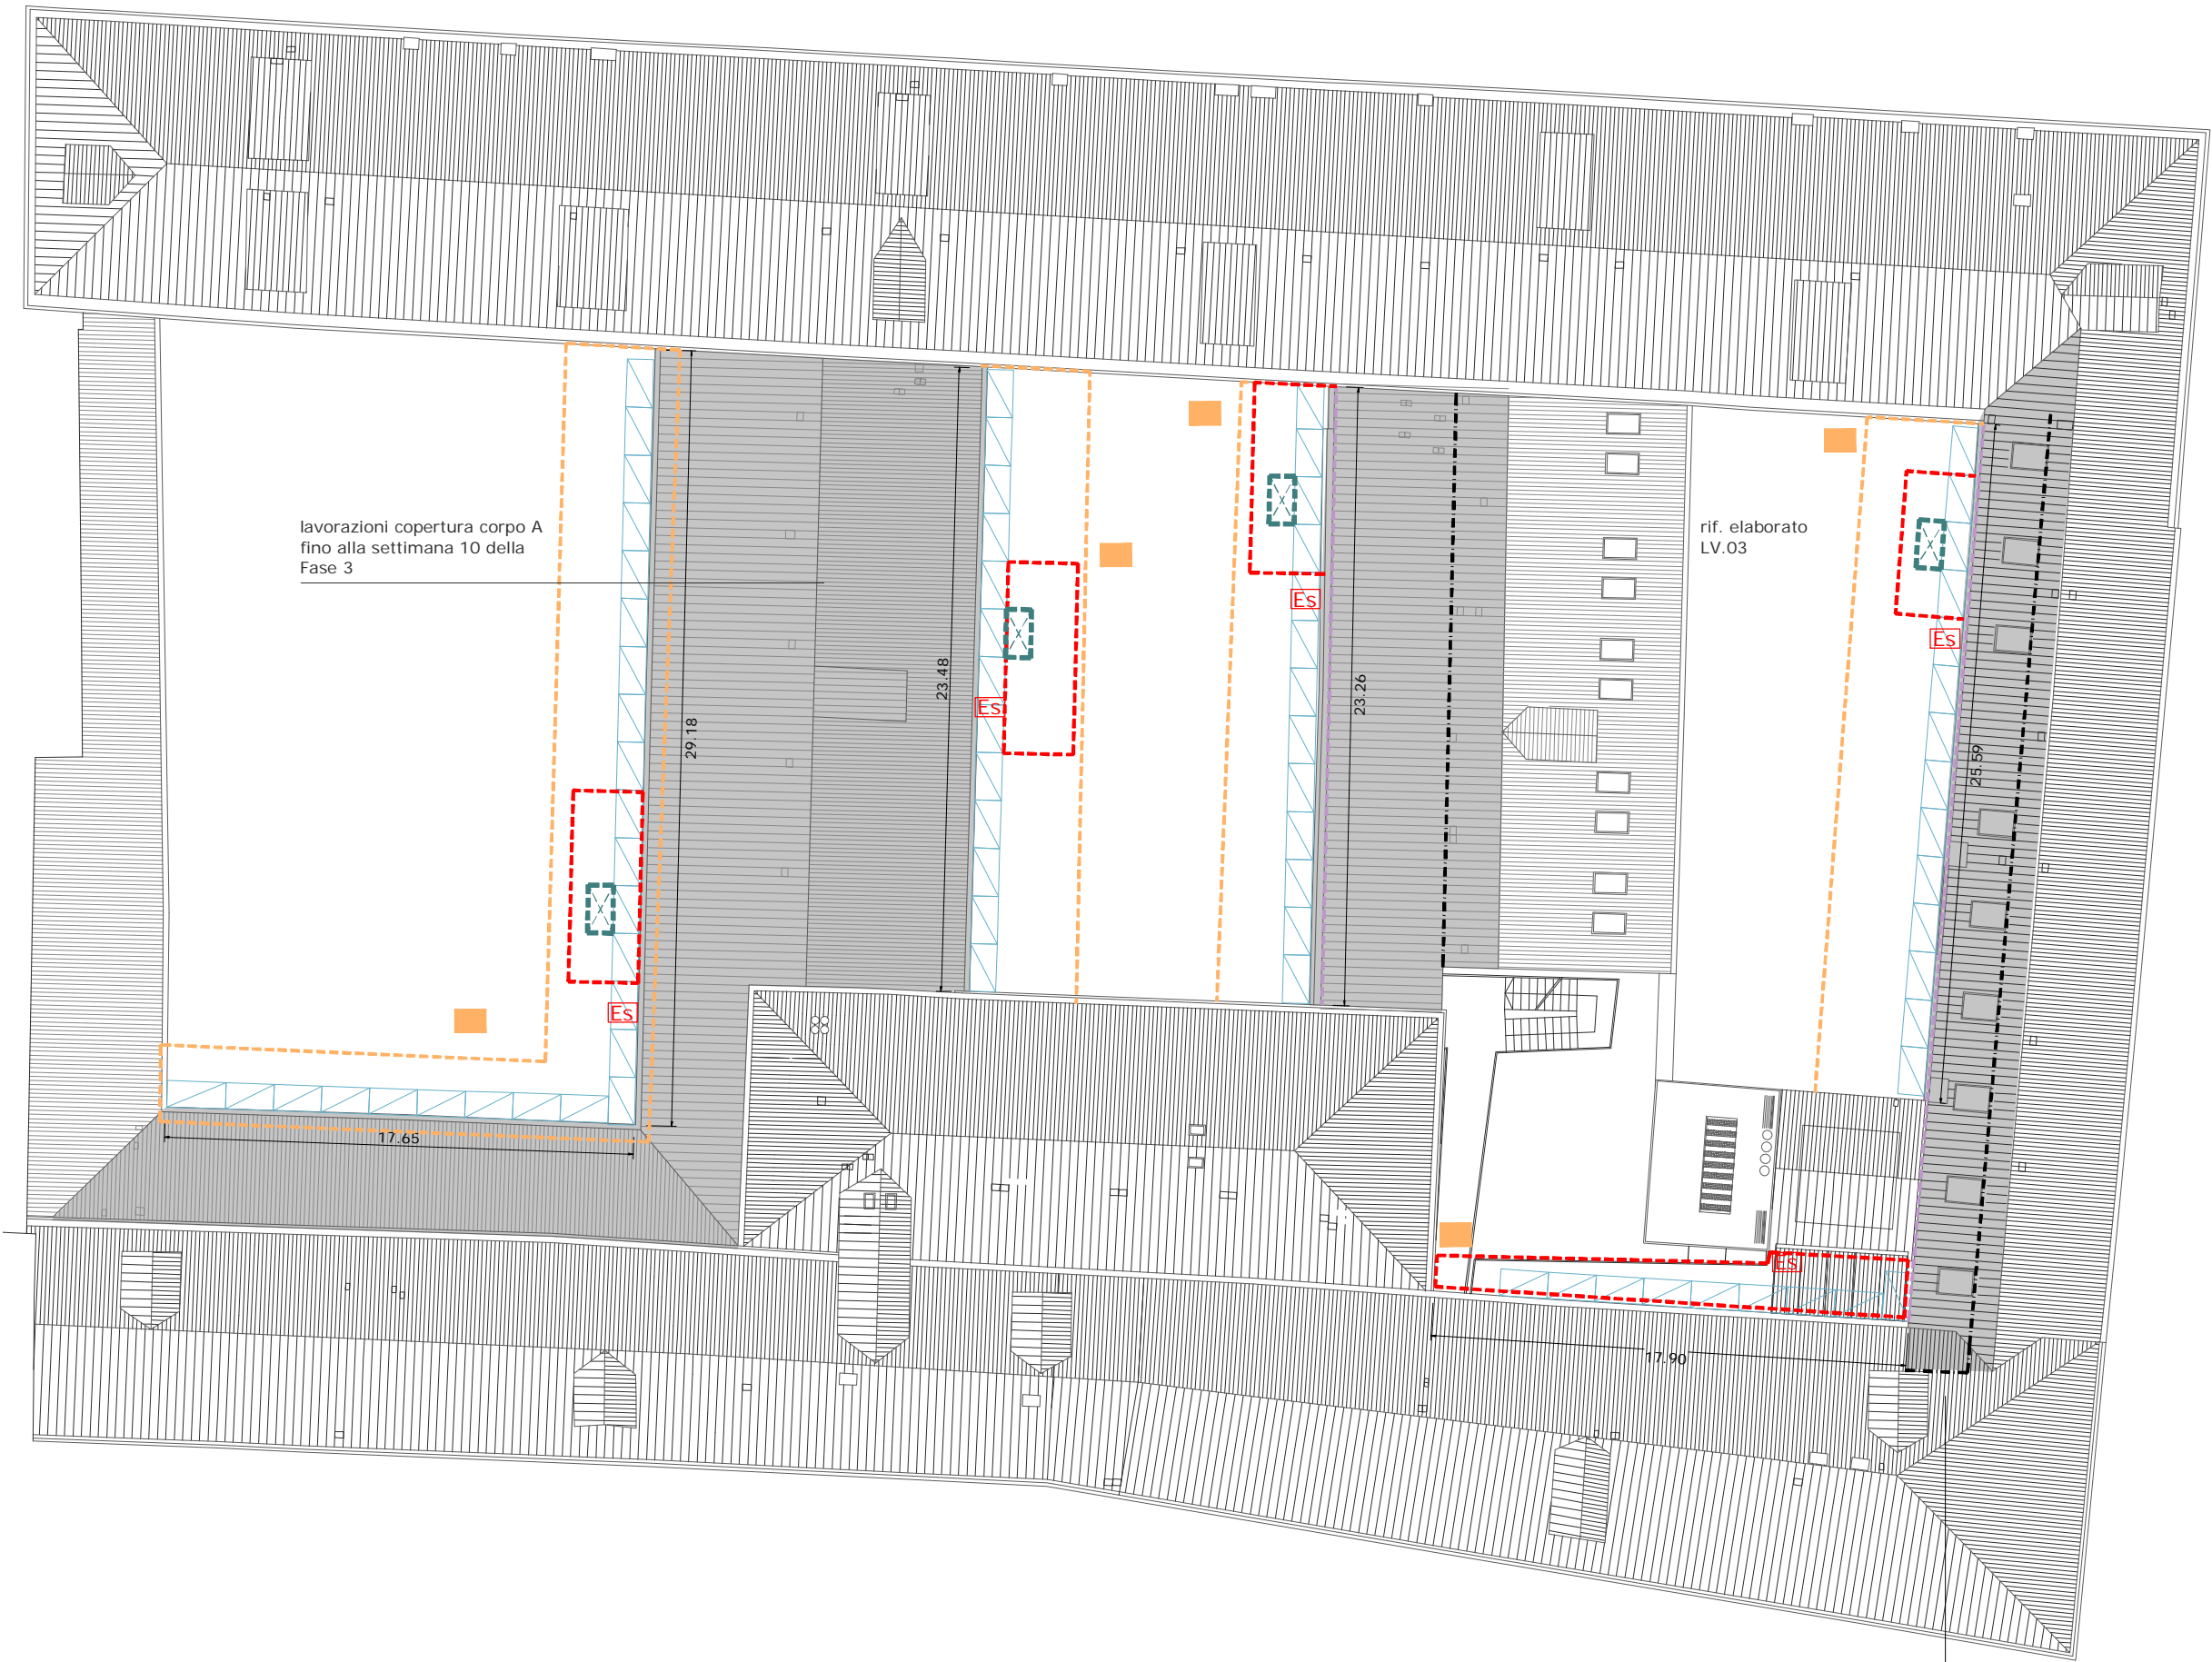 lavorazioni copertura corpo A
fino alla settimana 10 della
Fase 3
rif. elaborato
LV.03
Es
Es
Es
23.48
23.26
Es
29.18
25.59
17.65
Es
17.90